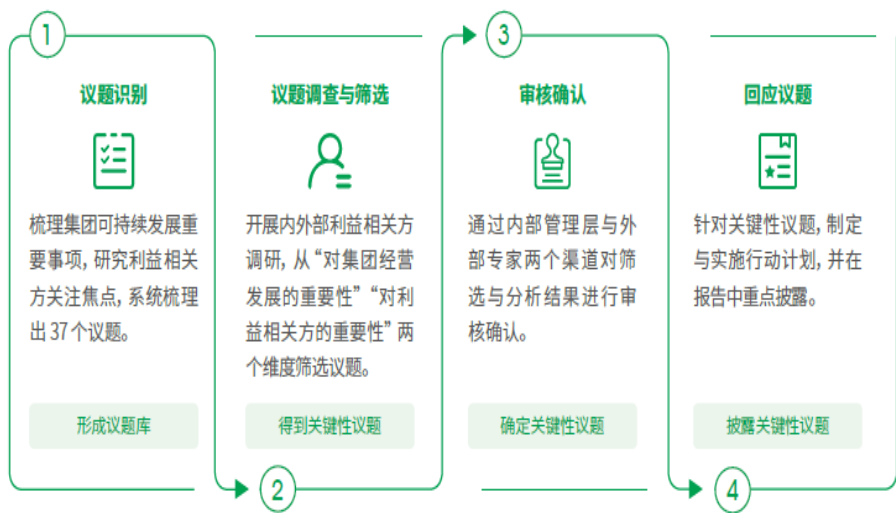 1
议题识别
梳理集团可持续发展重
要事项, 研究利益相关
方关注焦点, 系统梳理
出 37 个议题。
形成议题库
议题调查与筛选
开展内外部利益相关方
调研, 从 “对集团经营
发展的重要性” “对利
益相关方的重要性” 两
个维度筛选议题。
得到关键性议题
2
3
审核确认
通过内部管理层与外
部专家两个渠道对筛
选与分析结果进行审
核确认。
确定关键性议题
回应议题
针对关键性议题, 制定
与实施行动计划, 并在
报告中重点披露。
披露关键性议题
4